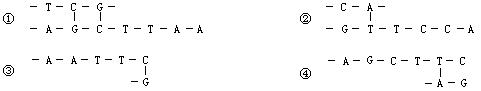 ① - T - C - G -
- A - G - C - T - T - A - A
② - C - A -
- G - T - T - C - C - A
③ - A - A - T - T - C
- G
④ - A - G - C - T - T - C
- A - G